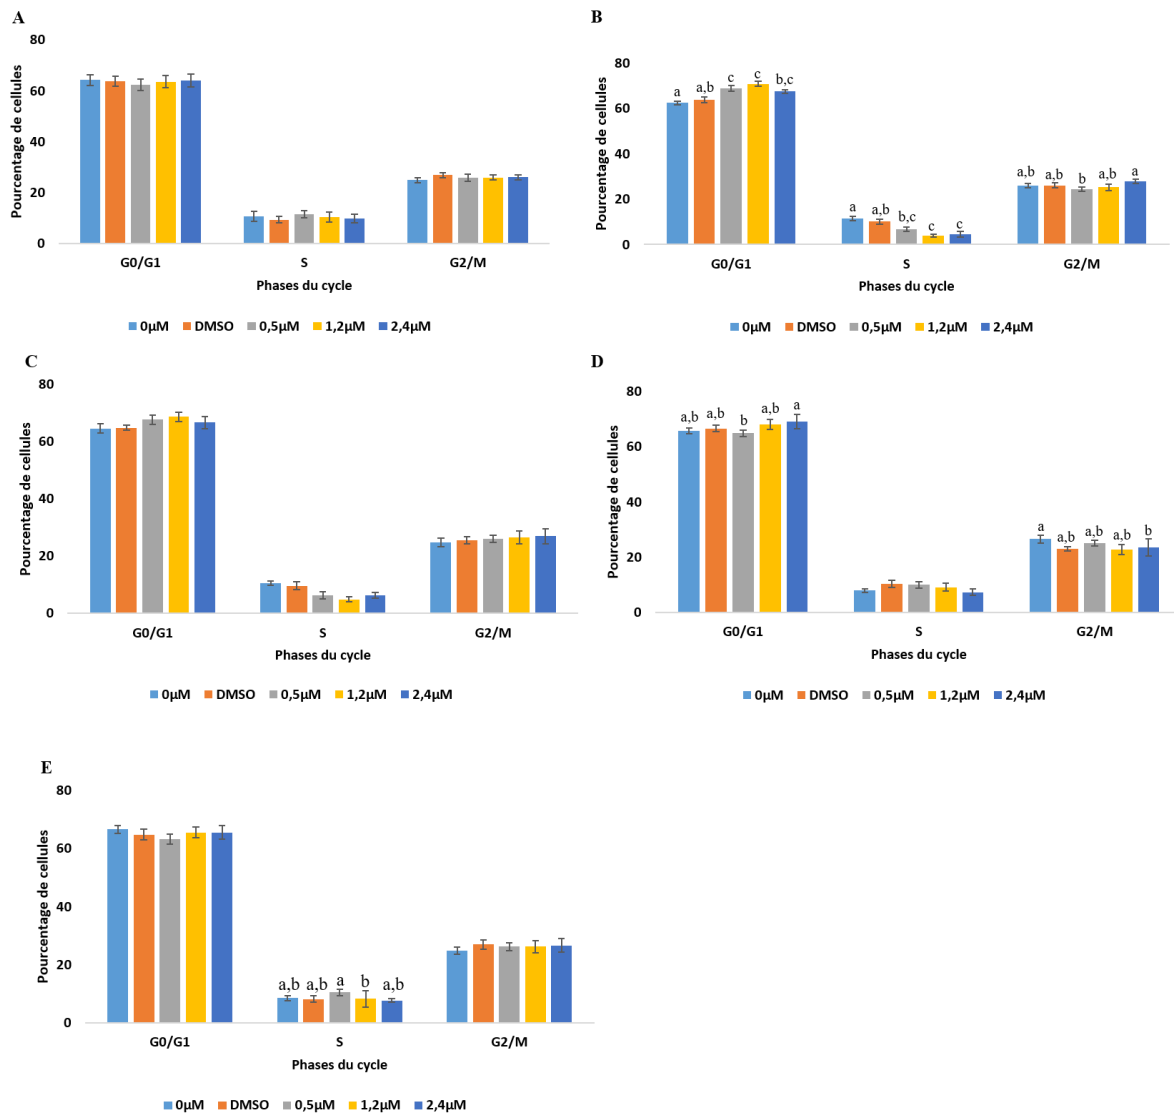 A
Pourcentage de cellules
80
60
40
20
0
G0/G1 S G2/M
Phases du cycle
0µM DMSO 0,5µM 1,2µM 2,4µM
B
Pourcentage de cellules
80
60
40
20
0
a a,b c c b,c
a a,b b,c c c
a,b a,b b a,b a
G0/G1 S G2/M
Phases du cycle
0µM DMSO 0,5µM 1,2µM 2,4µM
C
Pourcentage de cellules
80
60
40
20
0
G0/G1 S G2/M
Phases du cycle
0µM DMSO 0,5µM 1,2µM 2,4µM
D
Pourcentage de cellules
80
60
40
20
0
a,b a,b b a,b a
a a,b a,b a,b b
G0/G1 S G2/M
Phases du cycle
0µM DMSO 0,5µM 1,2µM 2,4µM
E
Pourcentage de cellules
80
60
40
20
0
a,b a,b a b a,b
G0/G1 S G2/M
Phases du cycle
0µM DMSO 0,5µM 1,2µM 2,4µM